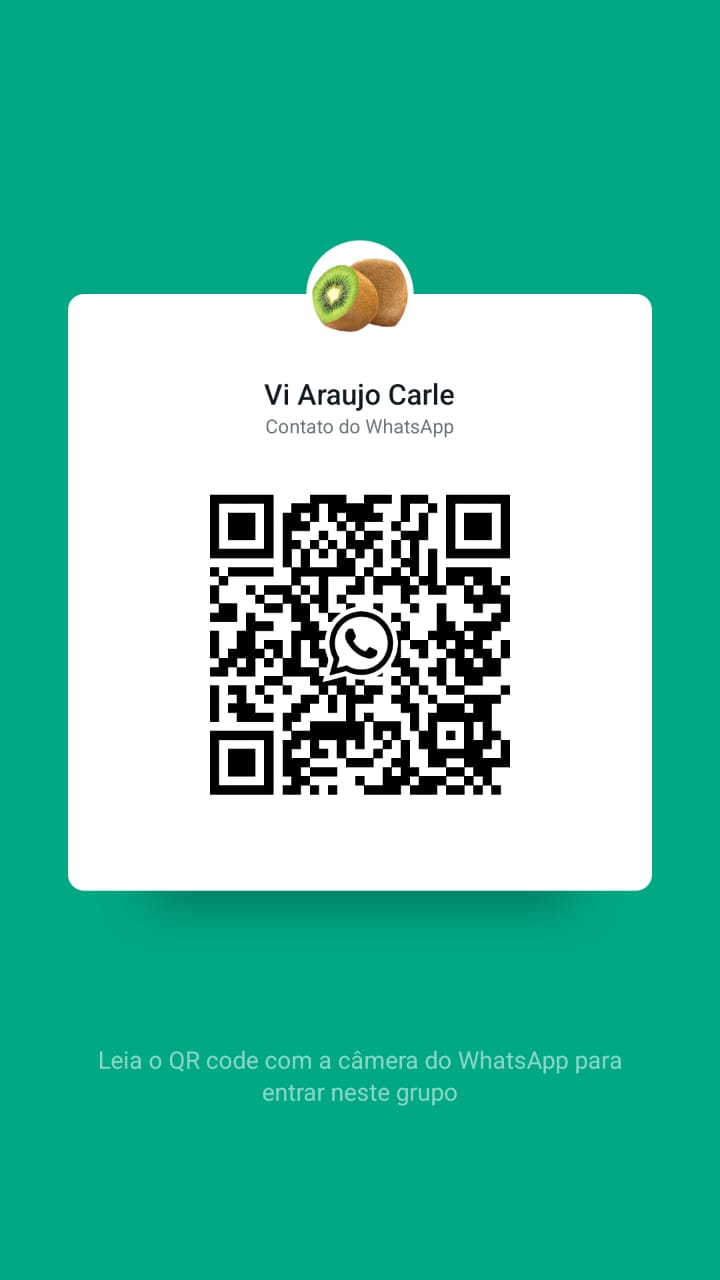 Vi Araujo Carle
Contato do WhatsApp
Leia o QR code com a câmera do WhatsApp para
entrar neste grupo